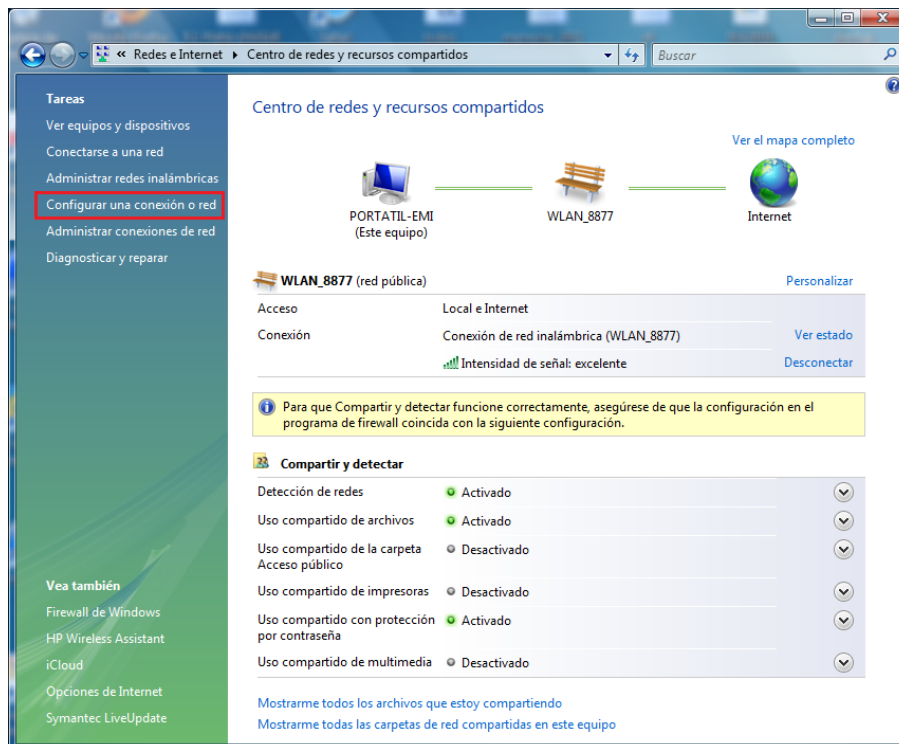 « Redes e Internet ▸ Centro de redes y recursos compartidos
Buscar
Tareas
Ver equipos y dispositivos
Conectarse a una red
Administrar redes inalámbricas
Configurar una conexión o red
Administrar conexiones de red
Diagnosticar y reparar
Centro de redes y recursos compartidos
Ver el mapa completo
PORTATIL-EMI
(Este equipo)
WLAN_8877
Internet
WLAN_8877 (red pública)
Personalizar
Acceso
Local e Internet
Conexión
Conexión de red inalámbrica (WLAN_8877)
Ver estado
Intensidad de señal: excelente
Desconectar
Para que Compartir y detectar funcione correctamente, asegúrese de que la configuración en el
programa de firewall coincida con la siguiente configuración.
Compartir y detectar
Detección de redes
Activado
Uso compartido de archivos
Activado
Uso compartido de la carpeta
Acceso público
Desactivado
Uso compartido de impresoras
Desactivado
Uso compartido con protección
por contraseña
Activado
Uso compartido de multimedia
Desactivado
Mostrarme todos los archivos que estoy compartiendo
Mostrarme todas las carpetas de red compartidas en este equipo
Vea también
Firewall de Windows
HP Wireless Assistant
iCloud
Opciones de Internet
Symantec LiveUpdate